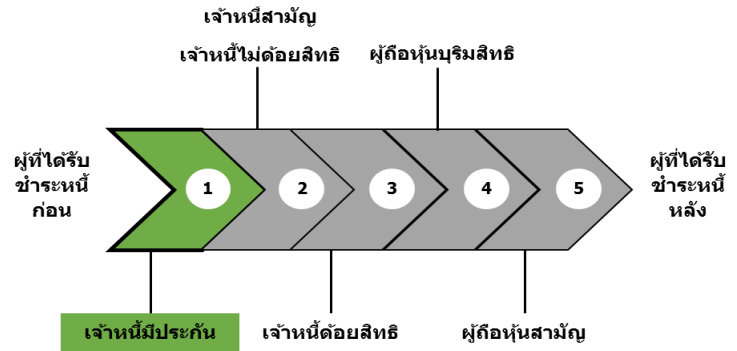 เจ้าหนี้สามัญ
เจ้าหนี้ไม่ด้อยสิทธิ
ผู้ถือหุ้นบุริมสิทธิ
ผู้ที่ได้รับ
ชำระหนี้
ก่อน
1
2
3
4
5
ผู้ที่ได้รับ
ชำระหนี้
หลัง
เจ้าหนี้มีประกัน
เจ้าหนี้ด้อยสิทธิ
ผู้ถือหุ้นสามัญ